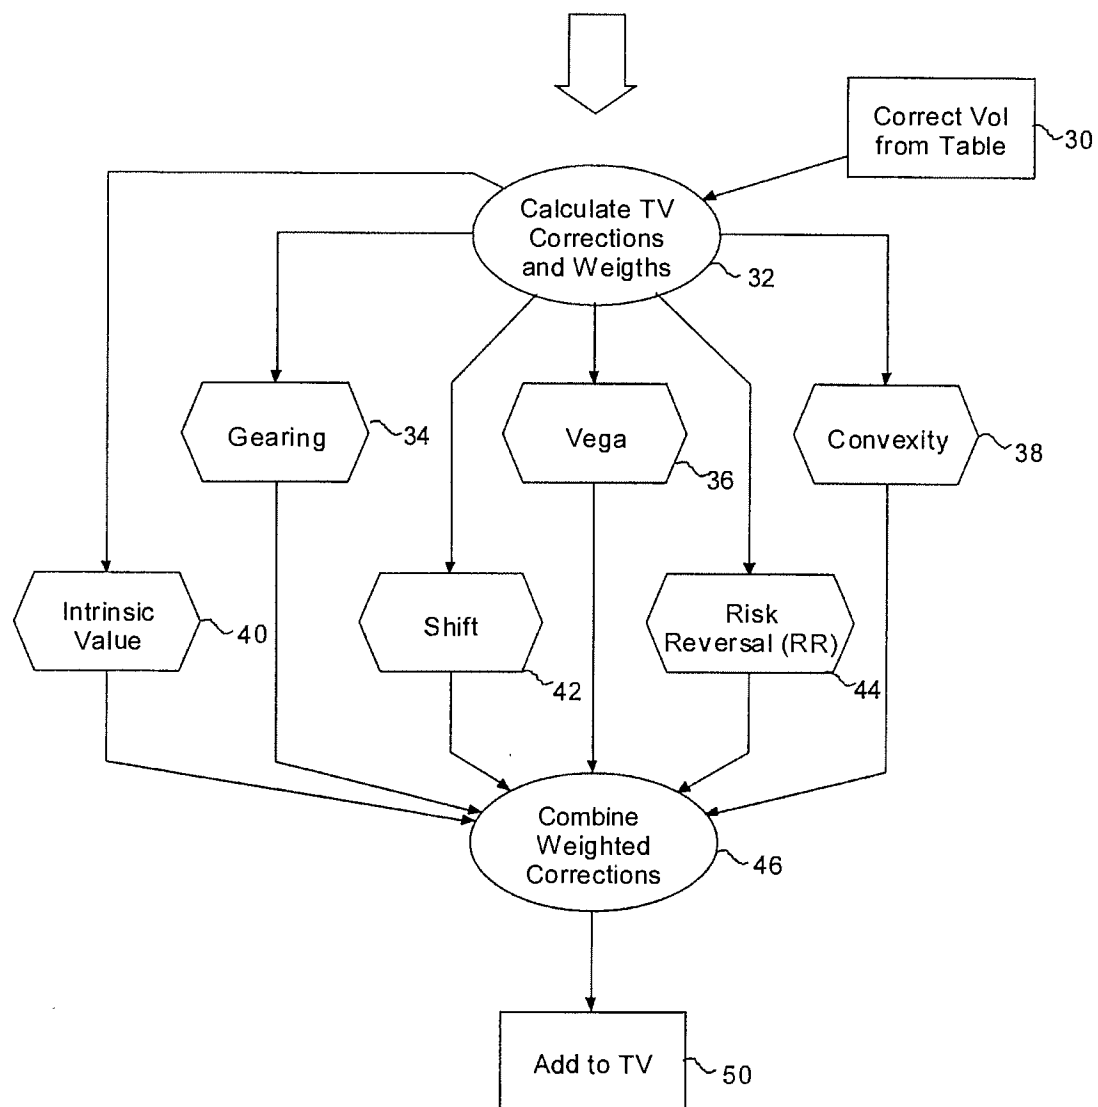 Correct Vol
from Table
30
Calculate TV
Corrections
and Weigths
32
Gearing
34
Vega
36
Convexity
38
Intrinsic
Value
40
Shift
42
Risk
Reversal (RR)
44
Combine
Weighted
Corrections
46
Add to TV
50